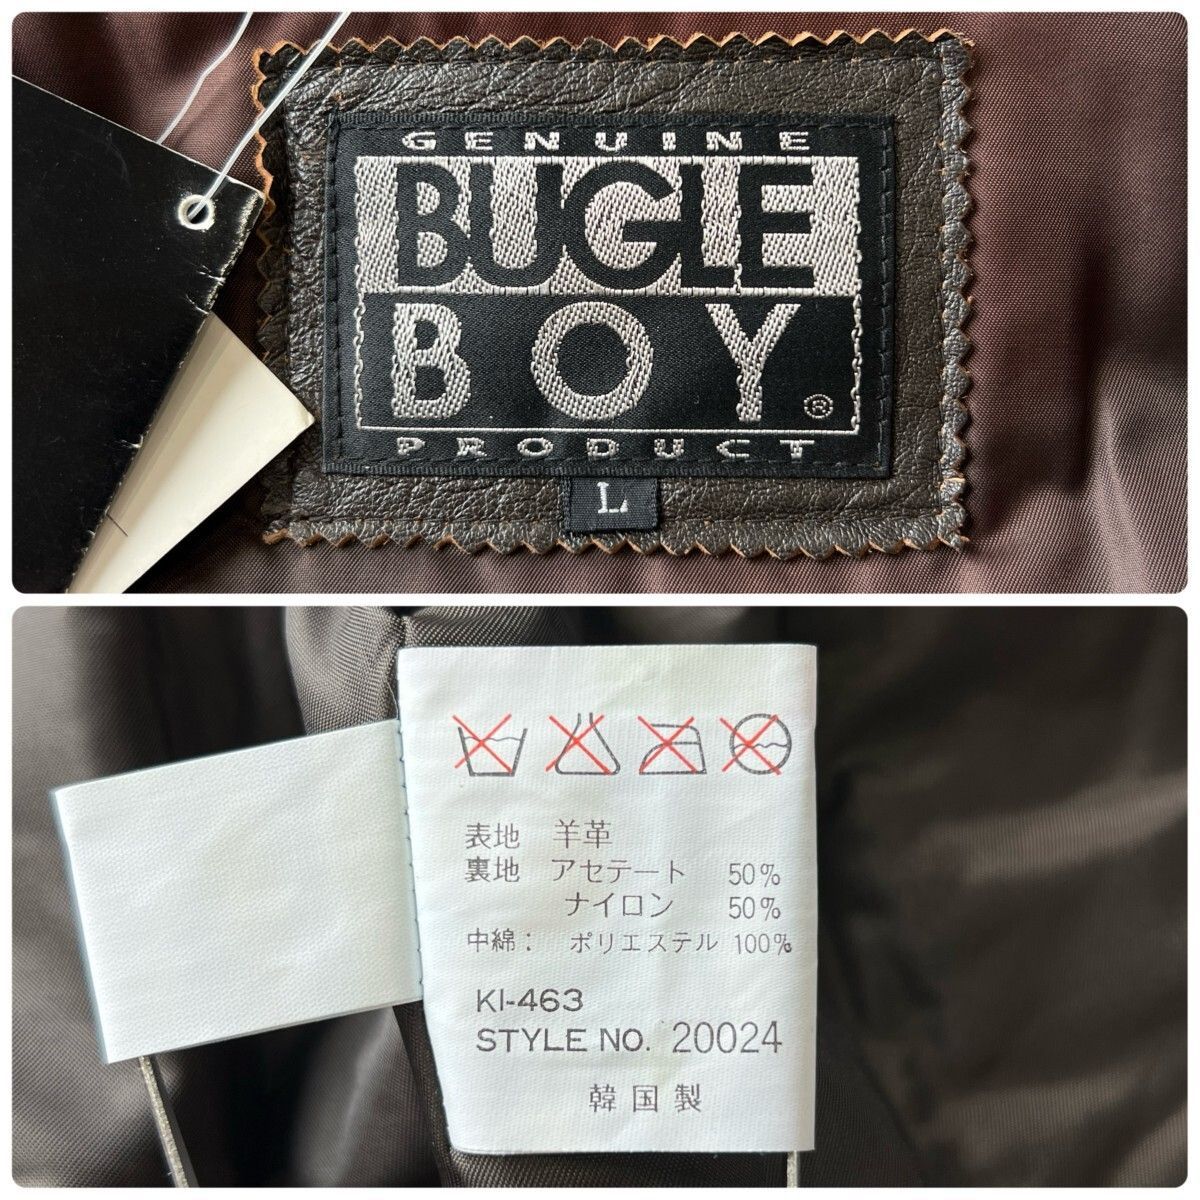 GENUINE
BUGLE
BOY®
PRODUCT
L
表地 羊革
裏地 アセテート 50%
ナイロン 50%
中綿: ポリエステル 100%
KI-463
STYLE NO. 20024
韓国製